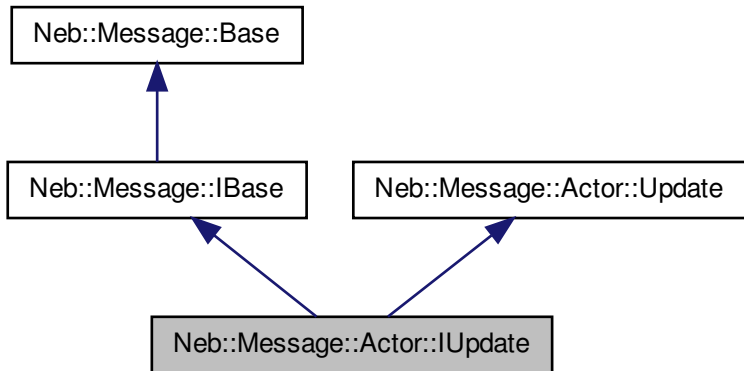 Neb::Message::Base
Neb::Message::IBase
Neb::Message::Actor::Update
Neb::Message::Actor::IUpdate